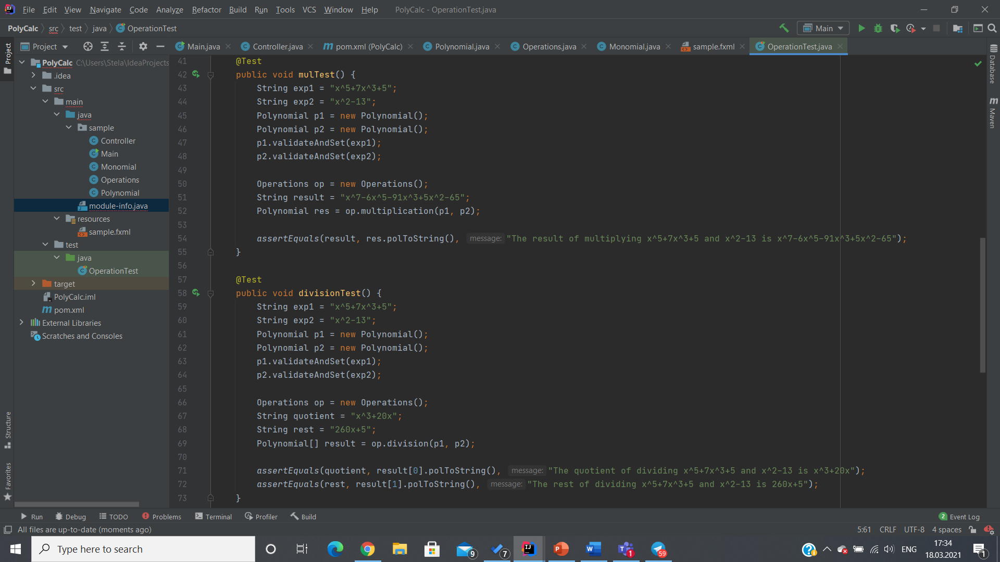 File Edit View Navigate Code Analyze Refactor Build Run Tools VCS Window Help PolyCalc - OperationTest.java
PolyCalc src test java OperationTest Main
Project Main.java Controller.java pom.xml (PolyCalc) Polynomial.java Operations.java Monomial.java sample.fxml OperationTest.java
Project
PolyCalc C:\Users\Stela\IdeaProjects
.idea
src
main
java
sample
Controller
Main
Monomial
Operations
Polynomial
module-info.java
resources
sample.fxml
test
java
OperationTest
target
PolyCalc.iml
pom.xml
External Libraries
Scratches and Consoles
Structure
Favorites
41 @Test
42 public void mulTest() {
43 String exp1 = "x^5+7x^3+5";
44 String exp2 = "x^2-13";
45 Polynomial p1 = new Polynomial();
46 Polynomial p2 = new Polynomial();
47 p1.validateAndSet(exp1);
48 p2.validateAndSet(exp2);
49
50 Operations op = new Operations();
51 String result = "x^7-6x^5-91x^3+5x^2-65";
52 Polynomial res = op.multiplication(p1, p2);
53
54 assertEquals(result, res.polToString(), message: "The result of multiplying x^5+7x^3+5 and x^2-13 is x^7-6x^5-91x^3+5x^2-65");
55 }
56
57 @Test
58 public void divisionTest() {
59 String exp1 = "x^5+7x^3+5";
60 String exp2 = "x^2-13";
61 Polynomial p1 = new Polynomial();
62 Polynomial p2 = new Polynomial();
63 p1.validateAndSet(exp1);
64 p2.validateAndSet(exp2);
65
66 Operations op = new Operations();
67 String quotient = "x^3+20x";
68 String rest = "260x+5";
69 Polynomial[] result = op.division(p1, p2);
70
71 assertEquals(quotient, result[0].polToString(), message: "The quotient of dividing x^5+7x^3+5 and x^2-13 is x^3+20x");
72 assertEquals(rest, result[1].polToString(), message: "The rest of dividing x^5+7x^3+5 and x^2-13 is 260x+5");
73 }
Database
m Maven
Run Debug TODO Problems Terminal Profiler Build 2 Event Log
All files are up-to-date (moments ago) 5:61 CRLF UTF-8 4 spaces
Type here to search 9 7 IJ P W 1 59 ENG 17:34
18.03.2021 1